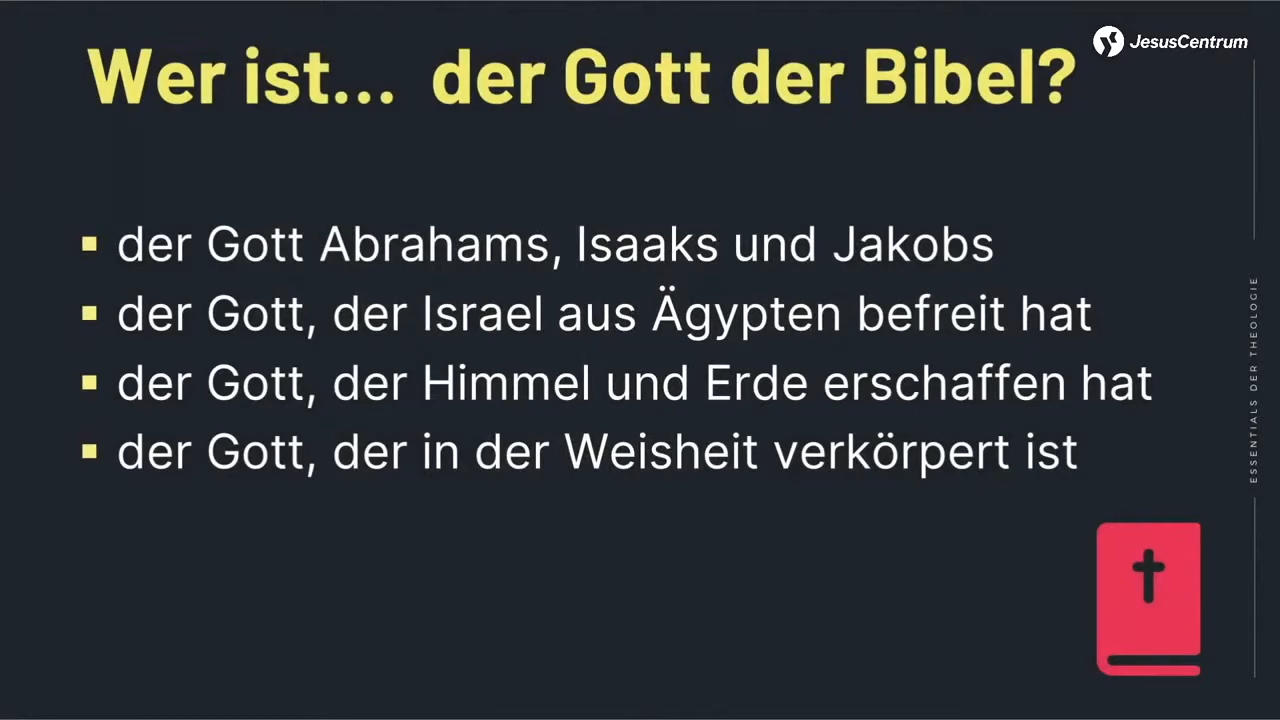 JesusCentrum
Wer ist... der Gott der Bibel?
▪ der Gott Abrahams, Isaaks und Jakobs
▪ der Gott, der Israel aus Ägypten befreit hat
▪ der Gott, der Himmel und Erde erschaffen hat
▪ der Gott, der in der Weisheit verkörpert ist
ESSENTIALS DER THEOLOGIE